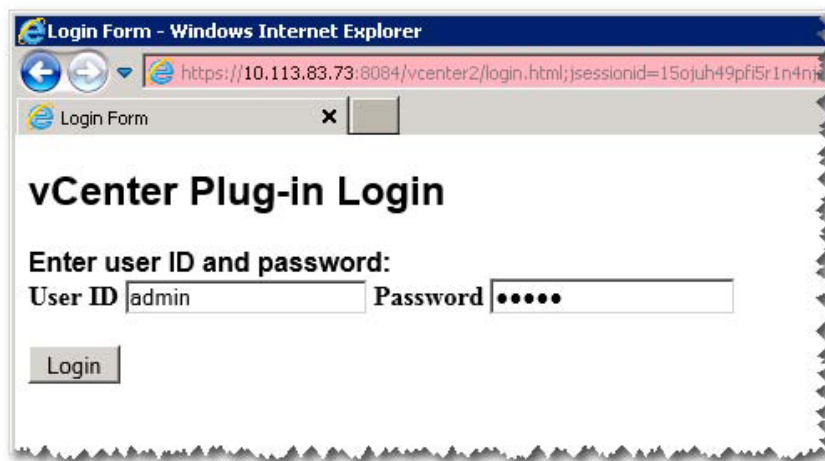 Login Form - Windows Internet Explorer
https://10.113.83.73:8084/vcenter2/login.html;jsessionid=15ojuh49pfi5r1n4nj
Login Form
vCenter Plug-in Login
Enter user ID and password:
User ID admin Password •••••
Login